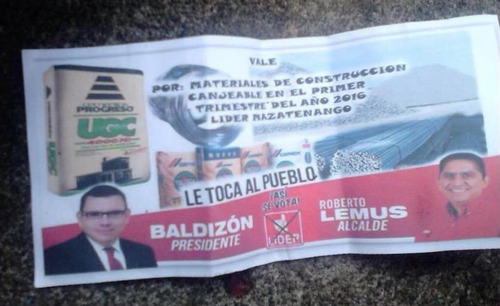 VALE
POR: MATERIALES DE CONSTRUCCION
CANJEABLE EN EL PRIMER
TRIMESTRE DEL AÑO 2016
LIDER MAZATENANGO
PROGRESO
UGC
UGC
LE TOCA AL PUEBLO
¡ASÍ
SE VOTA!
LIDER
BALDIZÓN
PRESIDENTE
ROBERTO
LEMUS
ALCALDE